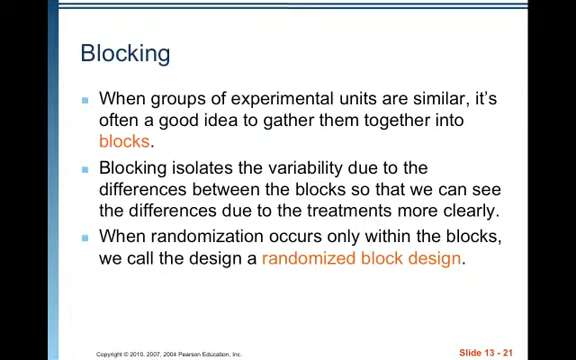 Blocking
When groups of experimental units are similar, it's
often a good idea to gather them together into
blocks.
Blocking isolates the variability due to the
differences between the blocks so that we can see
the differences due to the treatments more clearly.
When randomization occurs only within the blocks,
we call the design a randomized block design.
Copyright © 2010, 2007, 2004 Pearson Education, Inc.
Slide 13 - 21